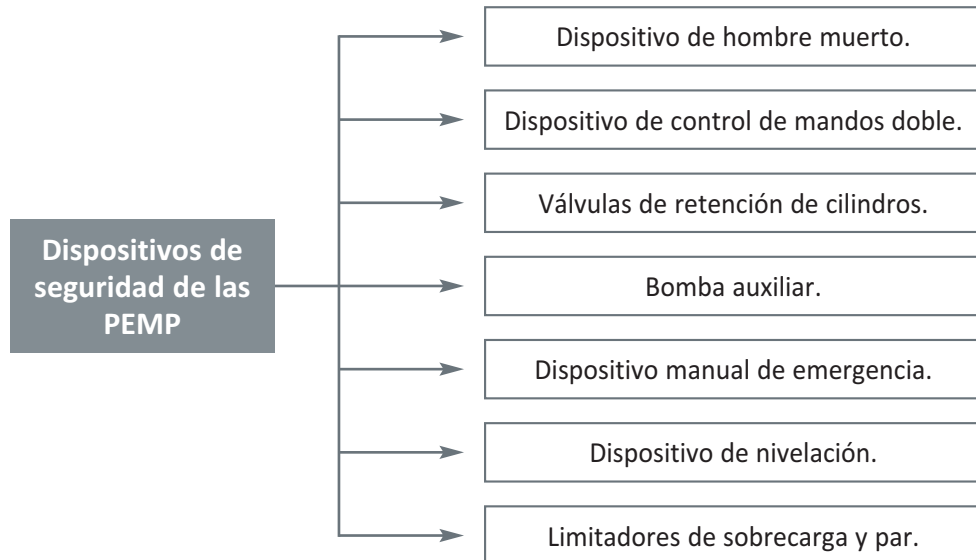 Dispositivo de hombre muerto.
Dispositivo de control de mandos doble.
Válvulas de retención de cilindros.
Dispositivos de
seguridad de las
PEMP
Bomba auxiliar.
Dispositivo manual de emergencia.
Dispositivo de nivelación.
Limitadores de sobrecarga y par.